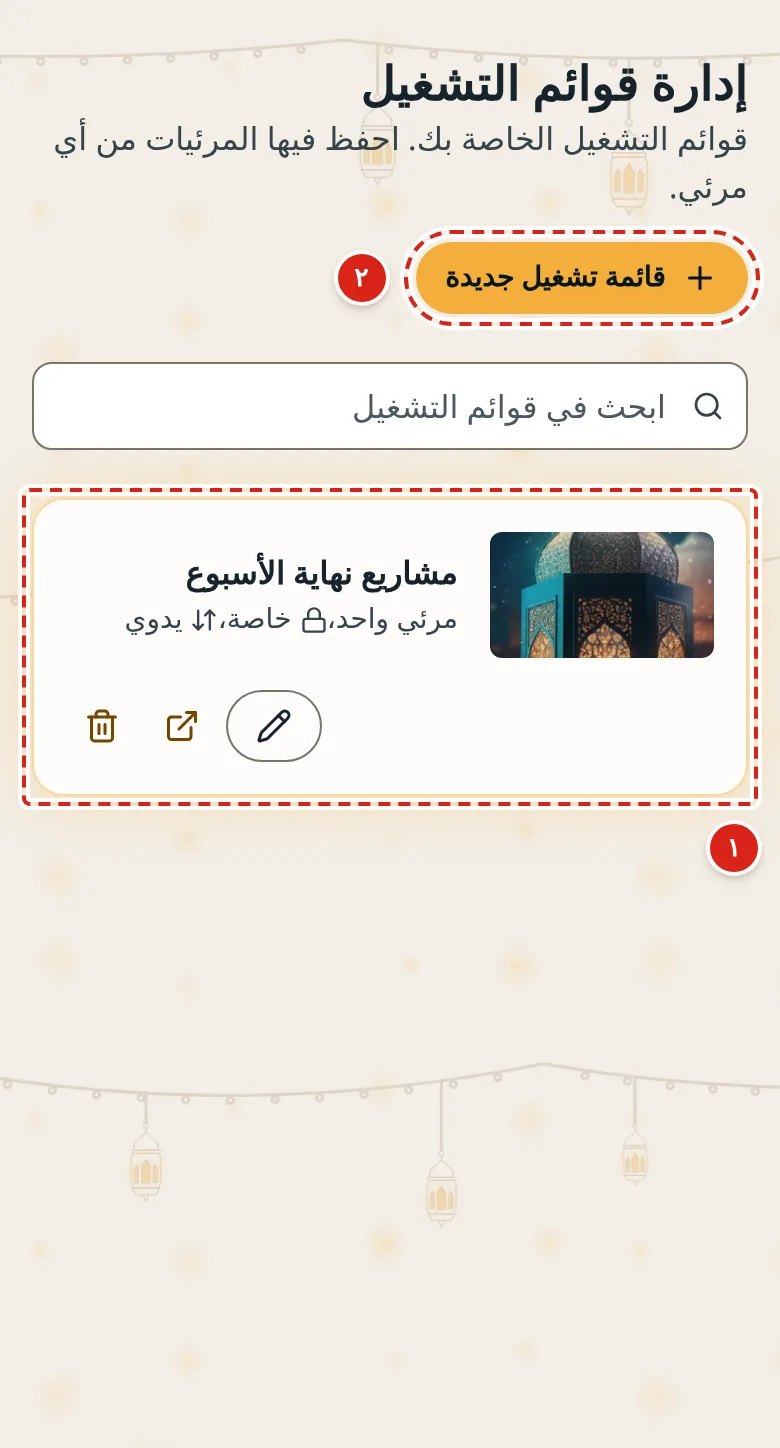 إدارة قوائم التشغيل
قوائم التشغيل الخاصة بك. احفظ فيها المرئيات من أي
مرئي.
قائمة تشغيل جديدة
٢
ابحث في قوائم التشغيل
مشاريع نهاية الأسبوع
مرئي واحد، خاصة، يدوي
١